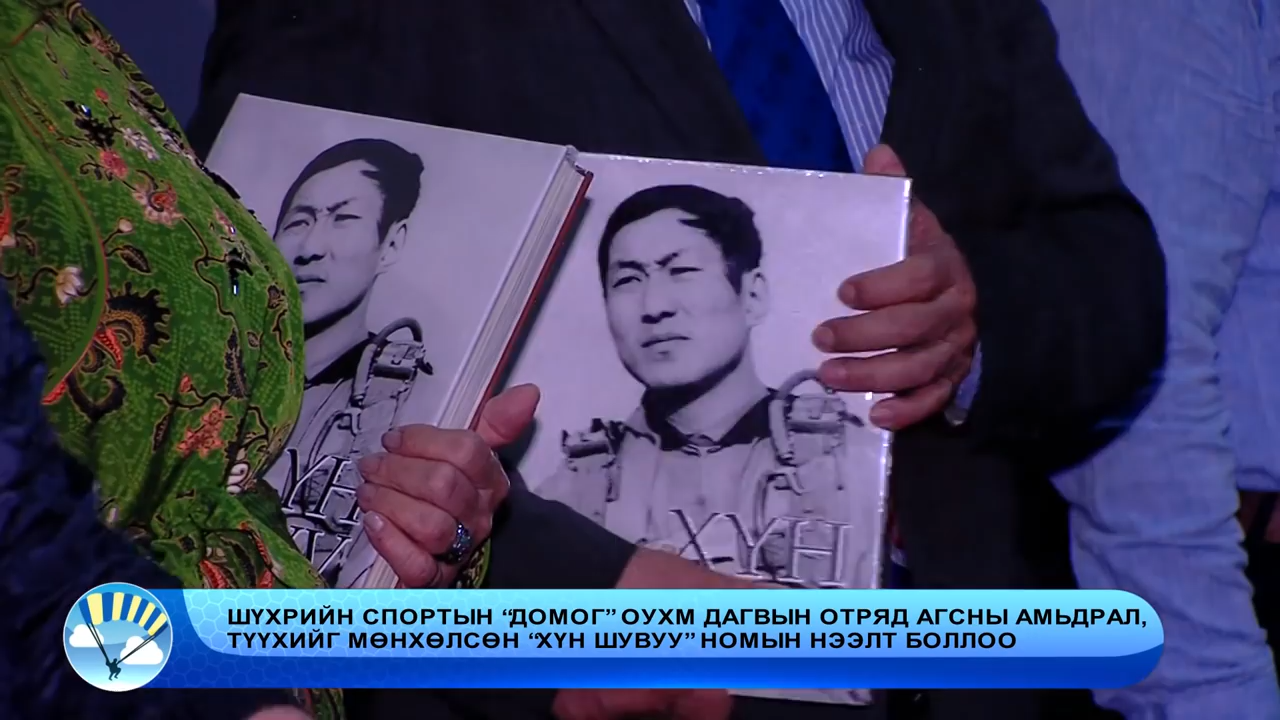 ХҮН
ШҮХРИЙН СПОРТЫН “ДОМОГ” ОУХМ ДАГВЫН ОТРЯД АГСНЫ АМЬДРАЛ,
ТҮҮХИЙГ МӨНХӨЛСӨН “ХҮН ШУВУУ” НОМЫН НЭЭЛТ БОЛЛОО